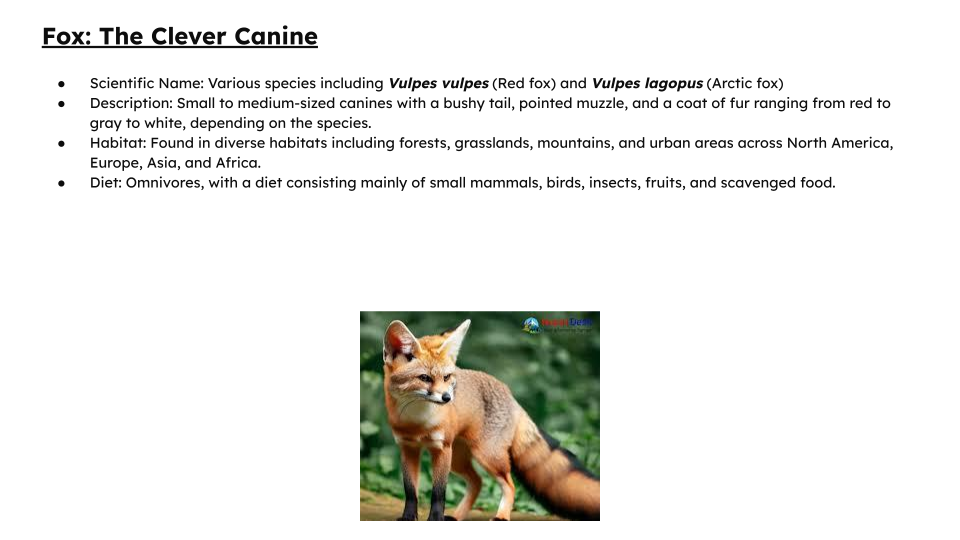 Fox: The Clever Canine
● Scientific Name: Various species including Vulpes vulpes (Red fox) and Vulpes lagopus (Arctic fox)
● Description: Small to medium-sized canines with a bushy tail, pointed muzzle, and a coat of fur ranging from red to
gray to white, depending on the species.
● Habitat: Found in diverse habitats including forests, grasslands, mountains, and urban areas across North America,
Europe, Asia, and Africa.
● Diet: Omnivores, with a diet consisting mainly of small mammals, birds, insects, fruits, and scavenged food.